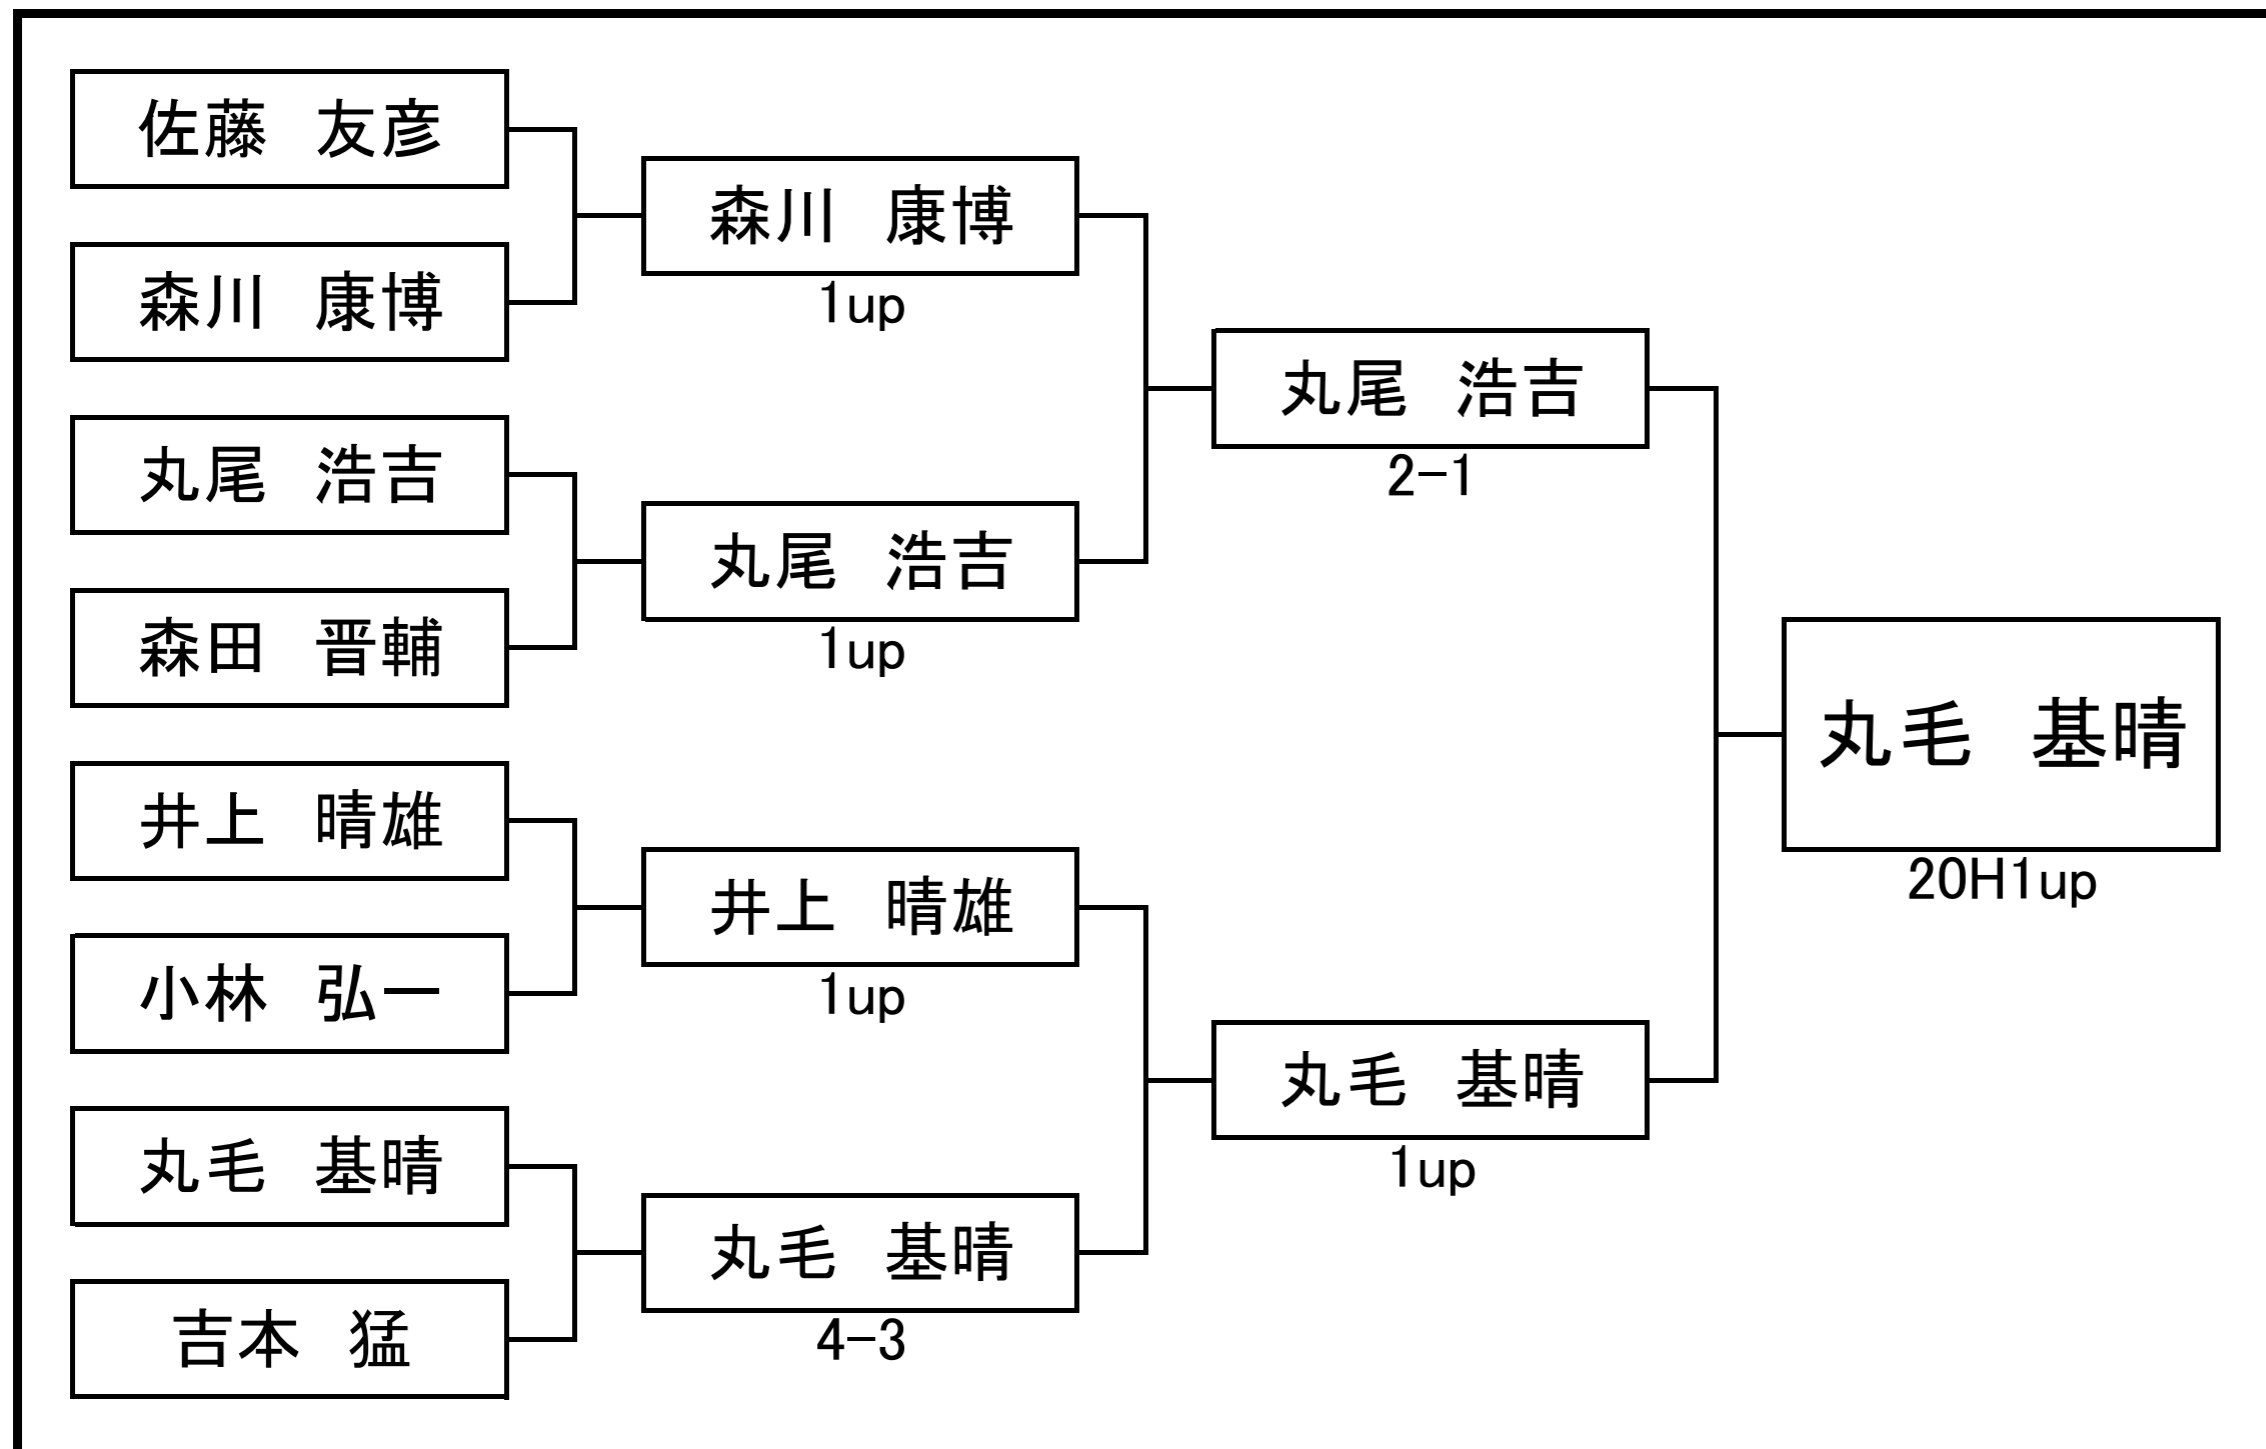 佐藤　友彦
森川　康博
丸尾　浩吉
森田　晋輔
井上　晴雄
小林　弘一
丸毛　基晴
吉本　猛
森川　康博
1up
丸尾　浩吉
1up
井上　晴雄
1up
丸毛　基晴
4-3
丸尾　浩吉
2-1
丸毛　基晴
1up
丸毛　基晴
20H1up